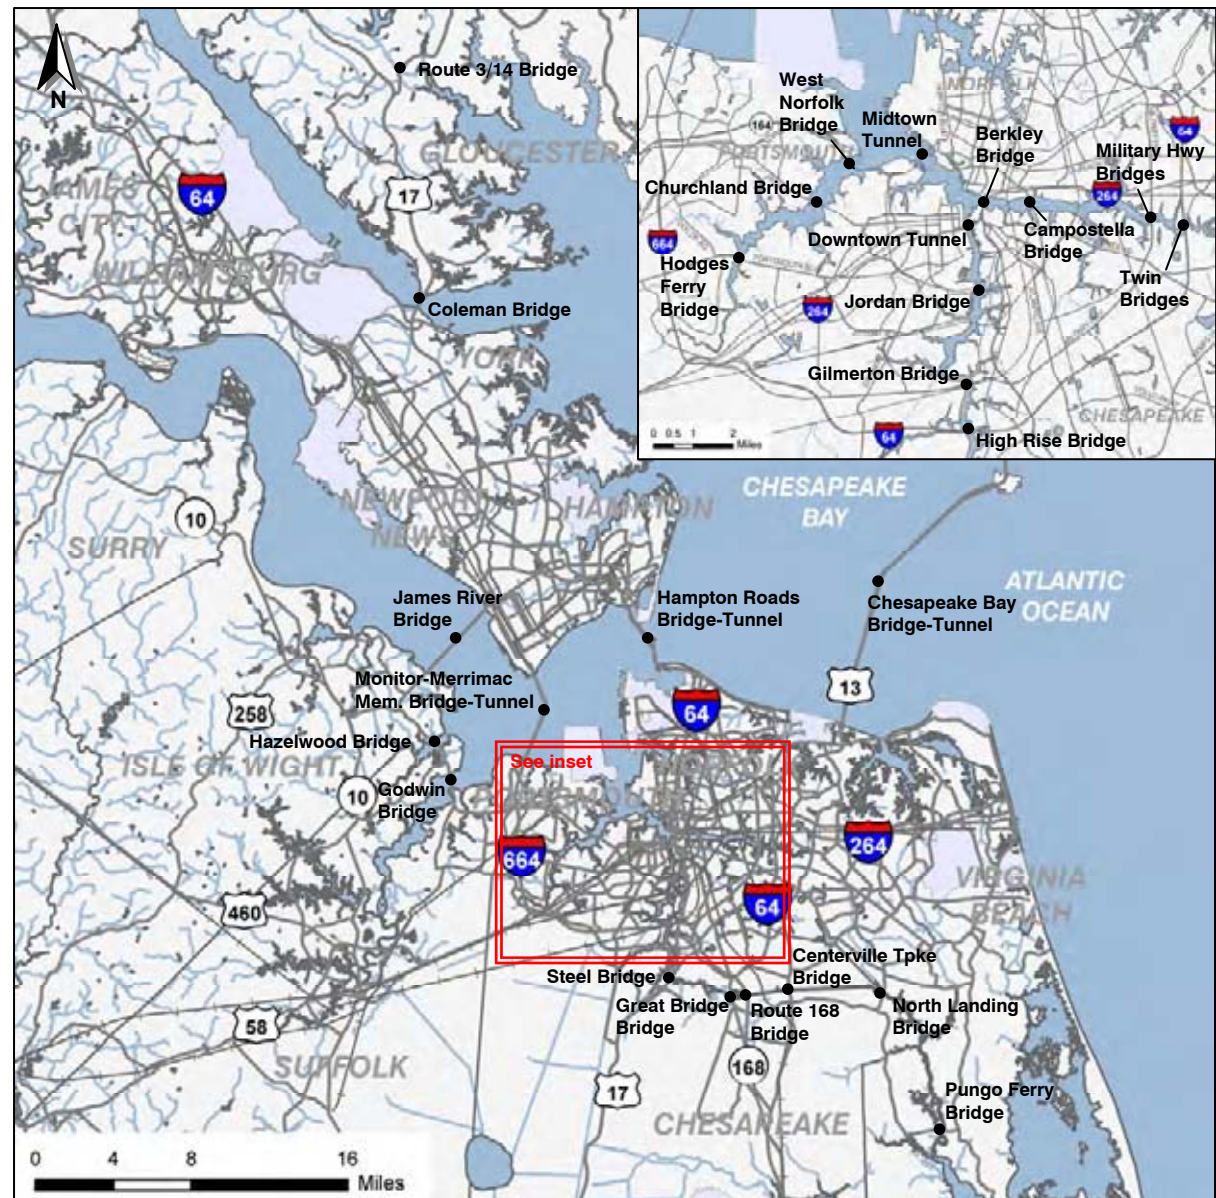 N
Route 3/14 Bridge
GLOUCESTER
JAMES
CITY
64
17
WILLIAMSBURG
Coleman Bridge
YORK
West
Norfolk
Bridge
Midtown
Tunnel
NORFOLK
Berkley
Bridge
64
164
PORTSMOUTH
Military Hwy
Bridges
Churchland Bridge
264
664
Downtown Tunnel
Campostella
Bridge
Hodges
Ferry
Bridge
Twin
Bridges
264
Jordan Bridge
Gilmerton Bridge
CHESAPEAKE
64
High Rise Bridge
0 0.5 1 2
Miles
CHESAPEAKE
BAY
NEWPORT
NEWS
HAMPTON
10
SURRY
ATLANTIC
OCEAN
James River
Bridge
Hampton Roads
Bridge-Tunnel
Chesapeake Bay
Bridge-Tunnel
Monitor-Merrimac
Mem. Bridge-Tunnel
13
64
258
Hazelwood Bridge
See inset
ISLE OF WIGHT
NORFOLK
10
Godwin
Bridge
PORTSMOUTH
664
264
64
VIRGINIA
BEACH
460
Centerville Tpke
Bridge
Steel Bridge
Great Bridge
Bridge
Route 168
Bridge
North Landing
Bridge
58
SUFFOLK
168
17
Pungo Ferry
Bridge
CHESAPEAKE
0 4 8 16
Miles